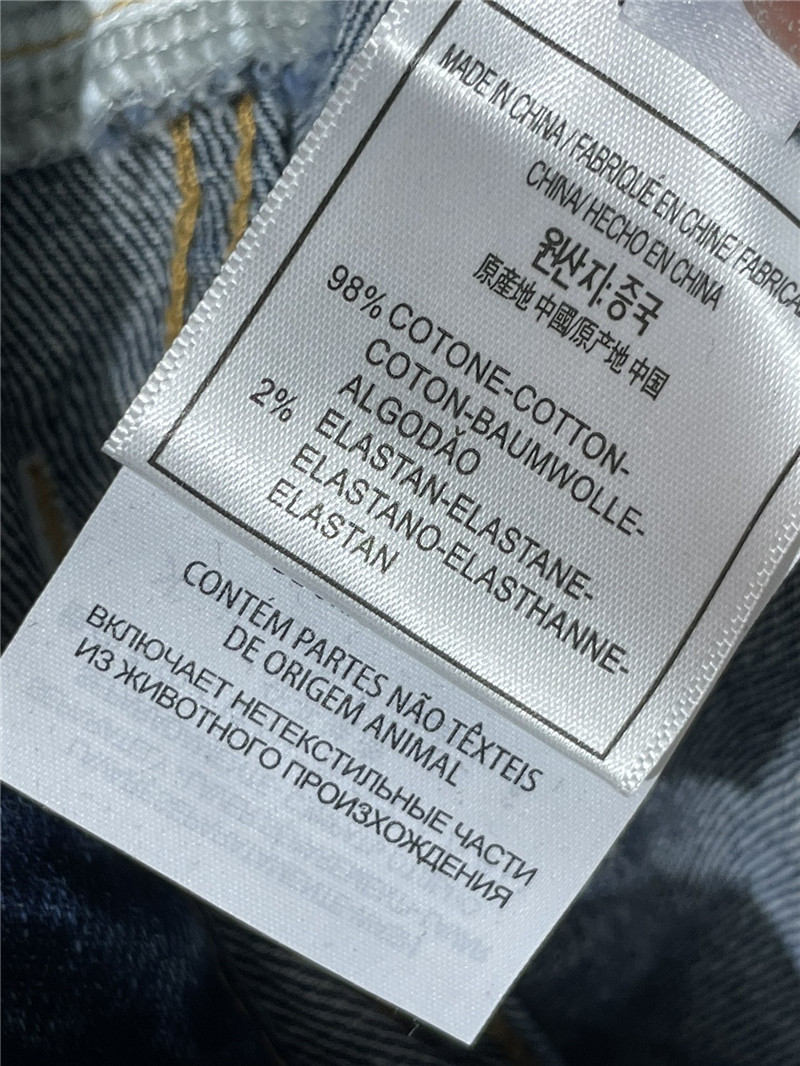 MADE IN CHINA / FABRIQUÉ EN CHINE/ FABRICA
CHINA/ HECHO EN CHINA
원산지:중국
原産地 中國/原产地 中国
98% COTONE-COTTON-
COTON-BAUMWOLLE-
ALGODÃO
2% ELASTAN-ELASTANE-
ELASTANO-ELASTHANNE-
ELASTAN
CONTÉM PARTES NÃO TÊXTEIS
DE ORIGEM ANIMAL
ВКЛЮЧАЕТ НЕТЕКСТИЛЬНЫЕ ЧАСТИ
ИЗ ЖИВОТНОГО ПРОИЗХОЖДЕНИЯ